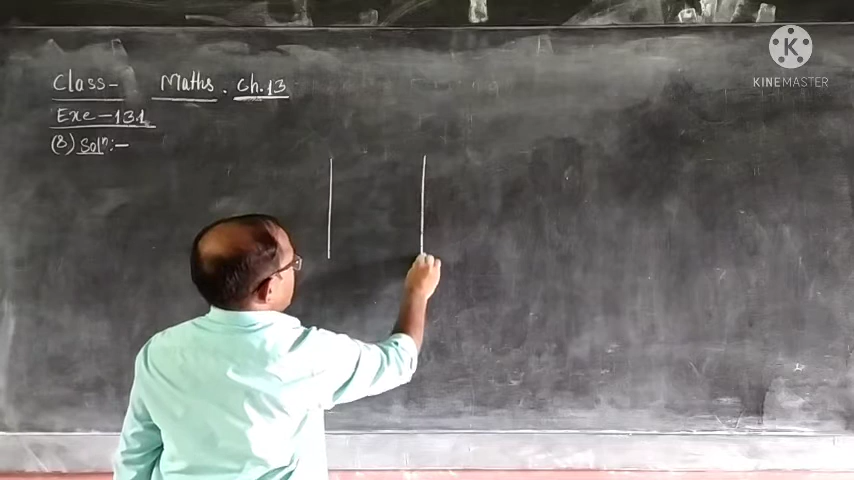 Class- Maths. Ch.13
Exe-13.1
(8) Solⁿ:-
K
KINEMASTER